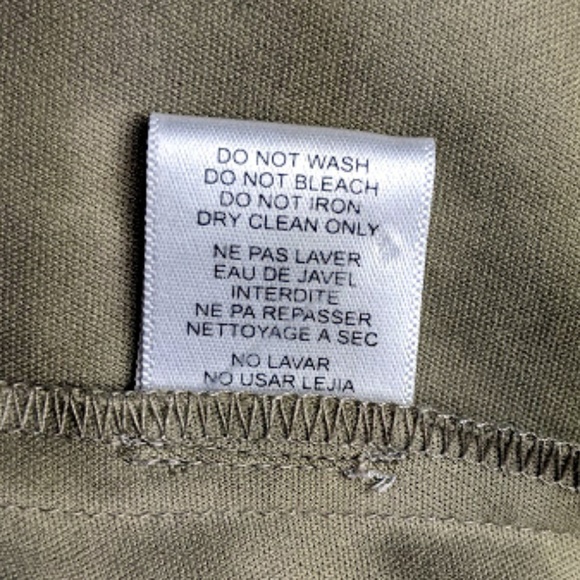 DO NOT WASH
DO NOT BLEACH
DO NOT IRON
DRY CLEAN ONLY
NE PAS LAVER
EAU DE JAVEL
INTERDITE
NE PA REPASSER
NETTOYAGE A SEC
NO LAVAR
NO USAR LEJIA